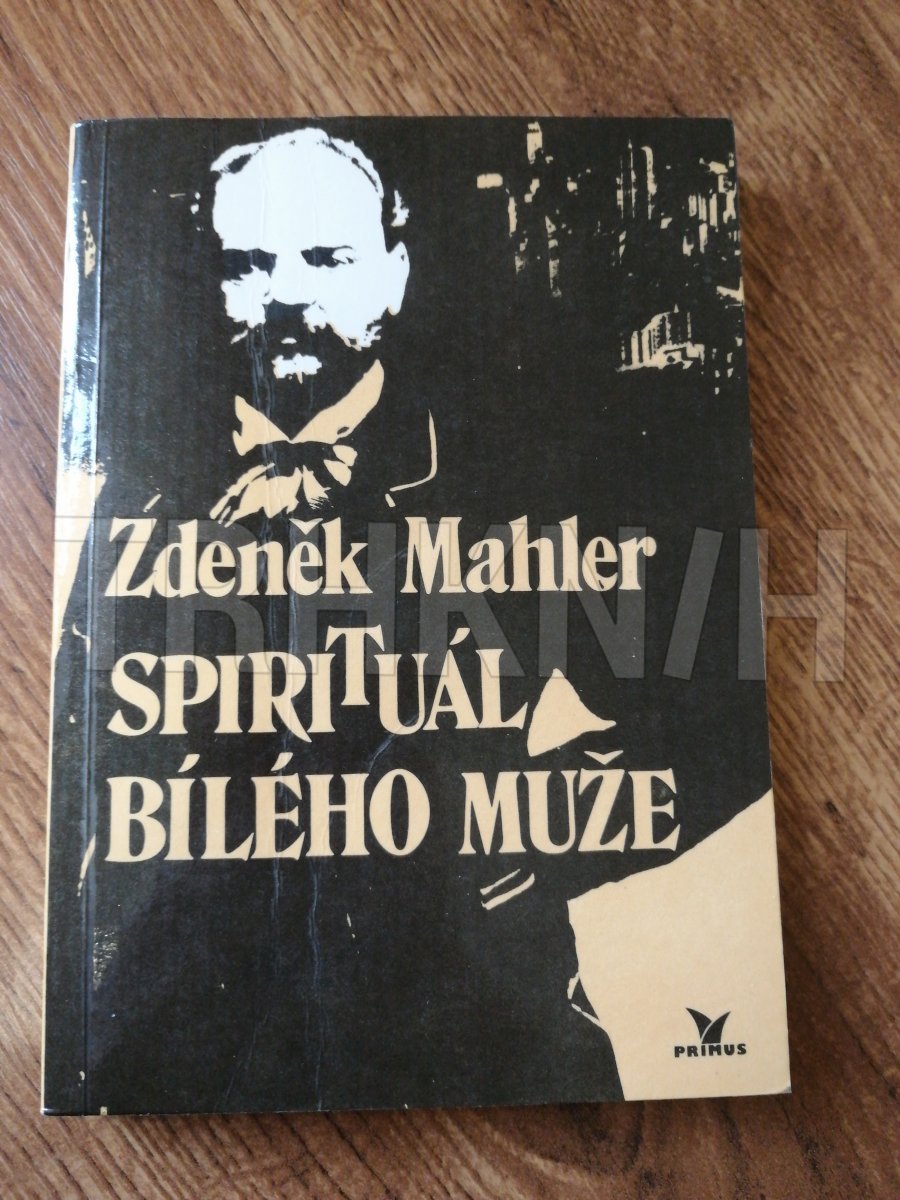 Zdeněk Mahler
SPIRITUÁL
BÍLÉHO MUŽE
PRIMUS